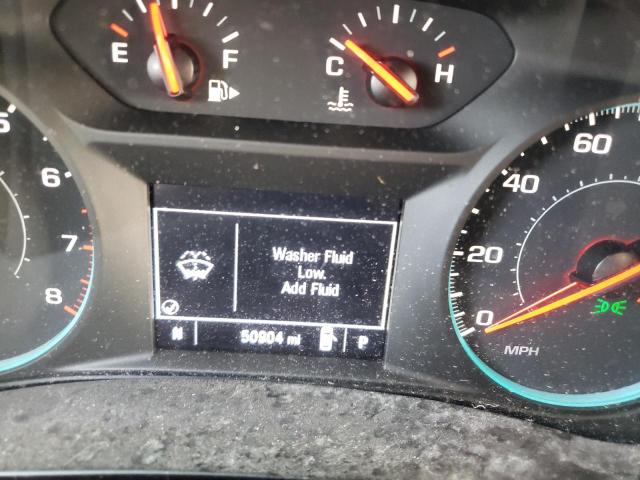 E F
C H
5
6
7
8
Washer Fluid
Low.
Add Fluid
N 50904 mi P
60
40
20
0
MPH